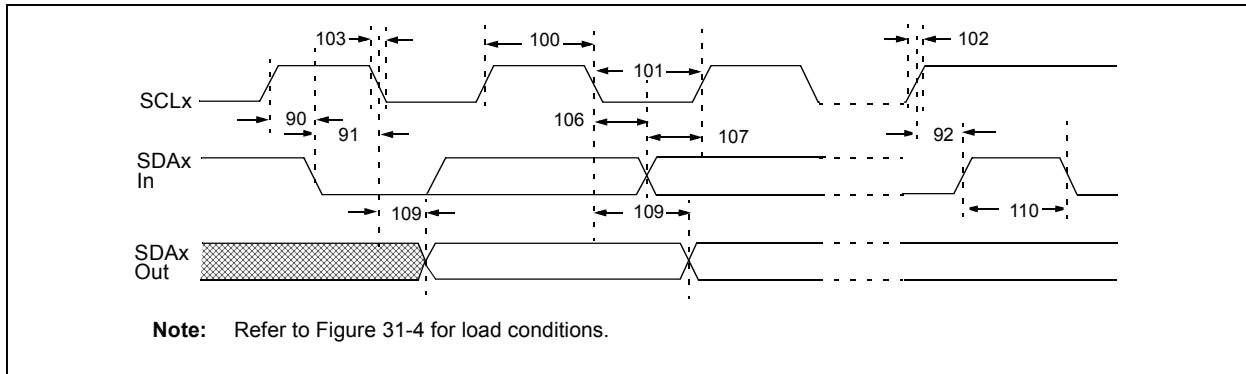 103
100
101
102
SCLx
90
91
106
107
92
SDAx
In
109
109
110
SDAx
Out
Note: Refer to Figure 31-4 for load conditions.